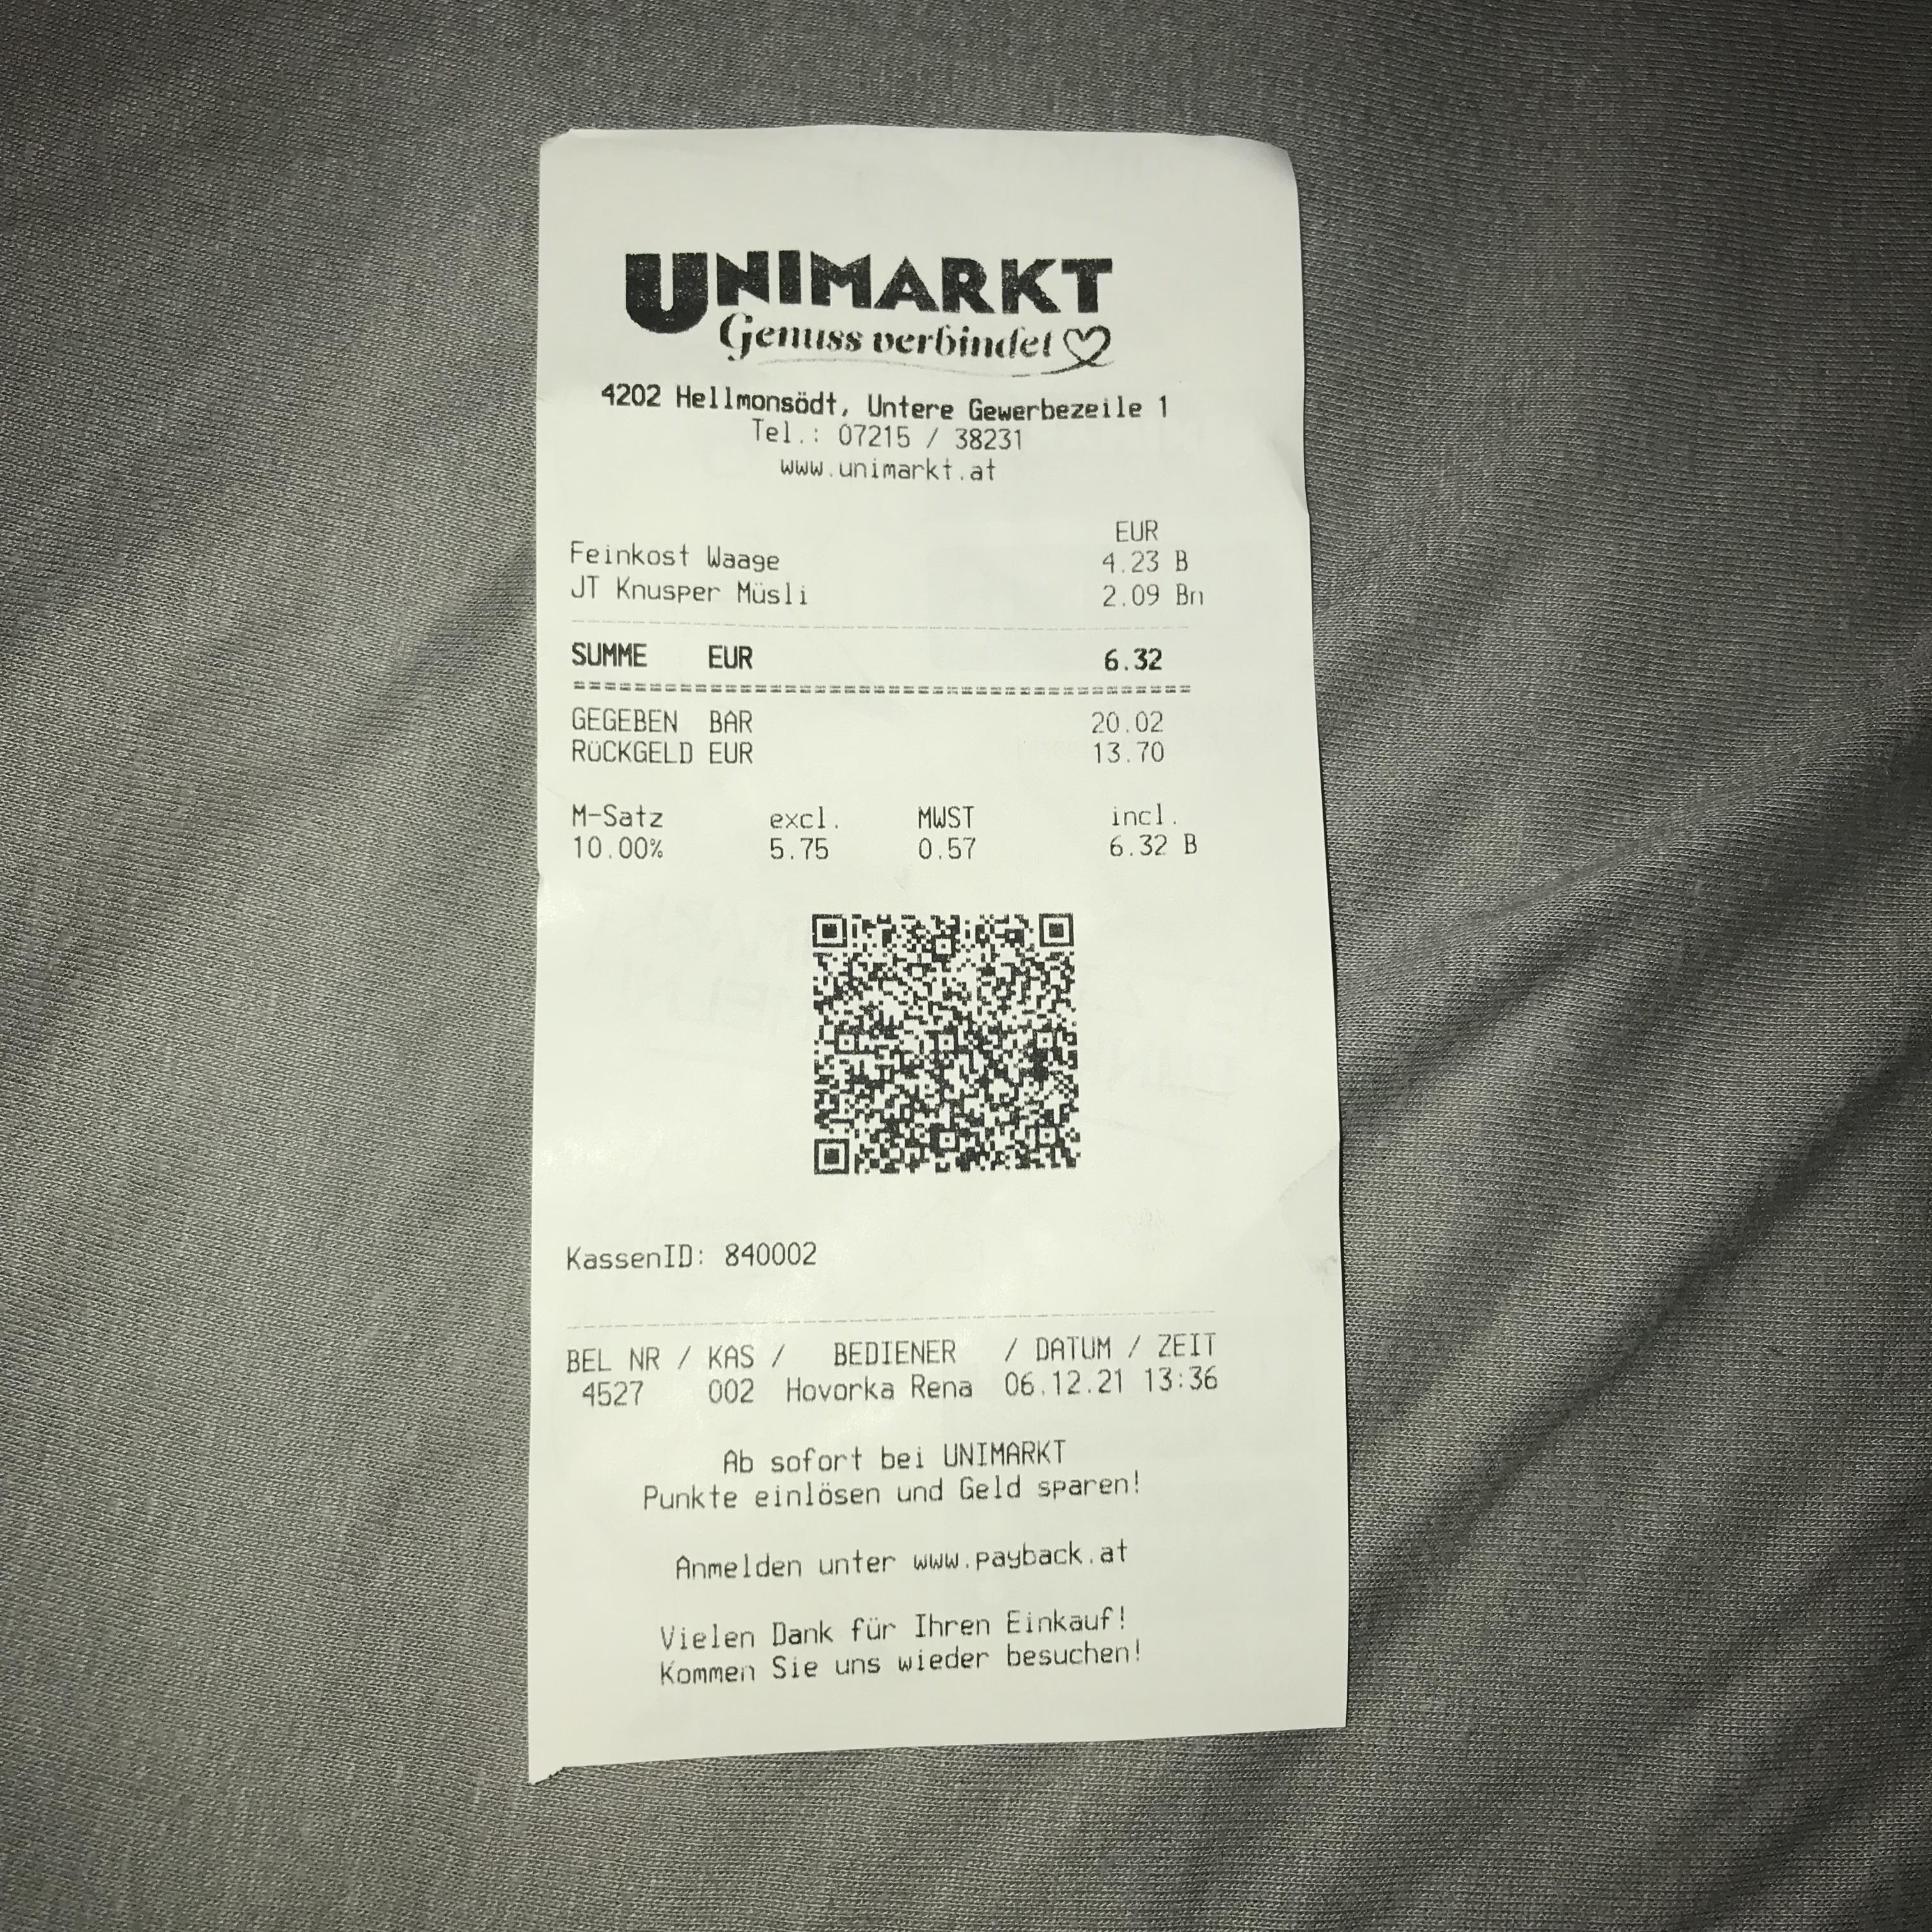 UNIMARKT
Genuss verbindet
4202 Hellmonsödt, Untere Gewerbezeile 1
Tel.: 07215 / 38231
www.unimarkt.at
EUR
Feinkost Waage 4.23 B
JT Knusper Müsli 2.09 Bn
SUMME EUR 6.32
GEGEBEN BAR 20.02
RÜCKGELD EUR 13.70
M-Satz excl. MWST incl.
10.00% 5.75 0.57 6.32 B
KassenID: 840002
BEL NR / KAS / BEDIENER / DATUM / ZEIT
4527 002 Hovorka Rena 06.12.21 13:36
Ab sofort bei UNIMARKT
Punkte einlösen und Geld sparen!
Anmelden unter www.payback.at
Vielen Dank für Ihren Einkauf!
Kommen Sie uns wieder besuchen!